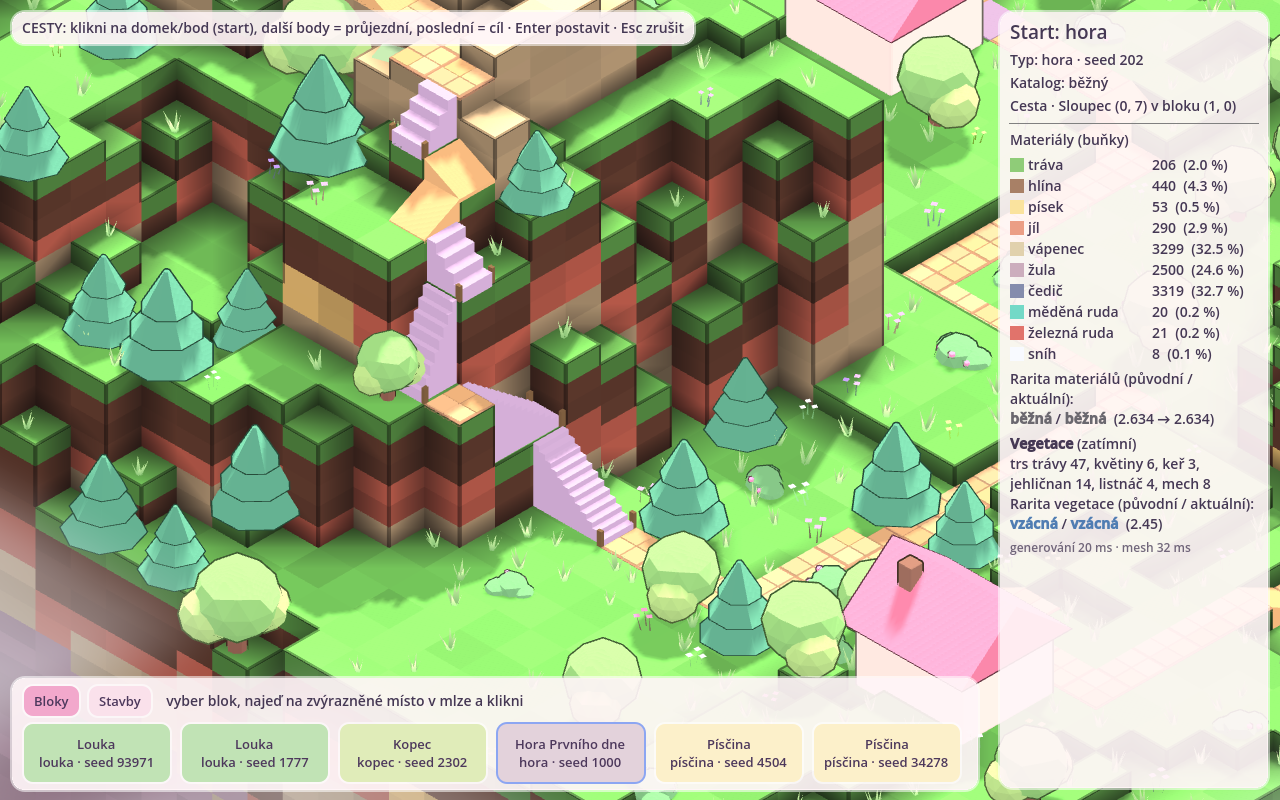 CESTY: klikni na domek/bod (start), další body = průjezdní, poslední = cíl · Enter postavit · Esc zrušit
Start: hora
Typ: hora · seed 202
Katalog: běžný
Cesta · Sloupec (0, 7) v bloku (1, 0)
Materiály (buňky)
tráva 206 (2.0 %)
hlína 440 (4.3 %)
písek 53 (0.5 %)
jíl 290 (2.9 %)
vápenec 3299 (32.5 %)
žula 2500 (24.6 %)
čedič 3319 (32.7 %)
měděná ruda 20 (0.2 %)
železná ruda 21 (0.2 %)
sníh 8 (0.1 %)
Rarita materiálů (původní /
aktuální):
běžná / běžná (2.634 → 2.634)
Vegetace (zatímní)
trs trávy 47, květiny 6, keř 3,
jehličnan 14, listnáč 4, mech 8
Rarita vegetace (původní / aktuální):
vzácná / vzácná (2.45)
generování 20 ms · mesh 32 ms
Bloky Stavby vyber blok, najeď na zvýrazněné místo v mlze a klikni
Louka
louka · seed 93971
Louka
louka · seed 1777
Kopec
kopec · seed 2302
Hora Prvního dne
hora · seed 1000
Písčina
písčina · seed 4504
Písčina
písčina · seed 34278